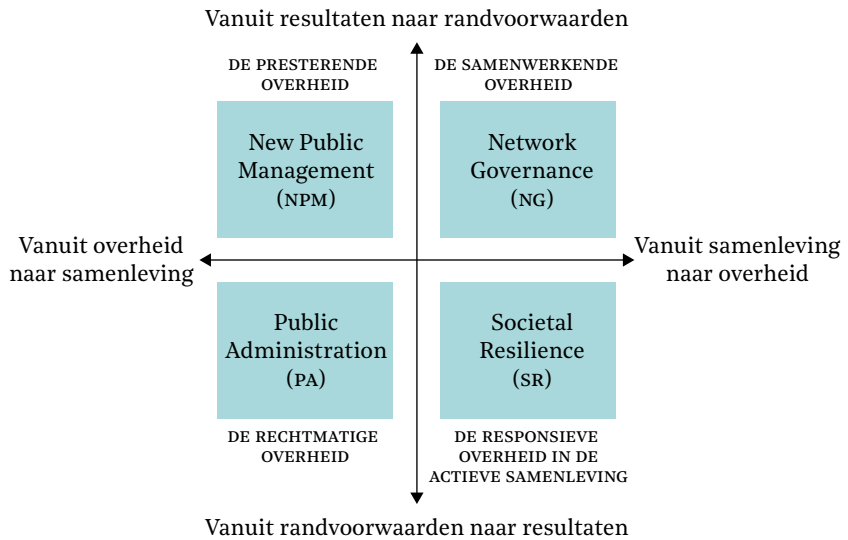 Vanuit resultaten naar randvoorwaarden
DE PRESTERENDE
OVERHEID
DE SAMENWERKENDE
OVERHEID
New Public
Management
(NPM)
Network
Governance
(NG)
Vanuit overheid
naar samenleving
Vanuit samenleving
naar overheid
Public
Administration
(PA)
Societal
Resilience
(SR)
DE RECHTMATIGE
OVERHEID
DE RESPONSIEVE
OVERHEID IN DE
ACTIEVE SAMENLEVING
Vanuit randvoorwaarden naar resultaten